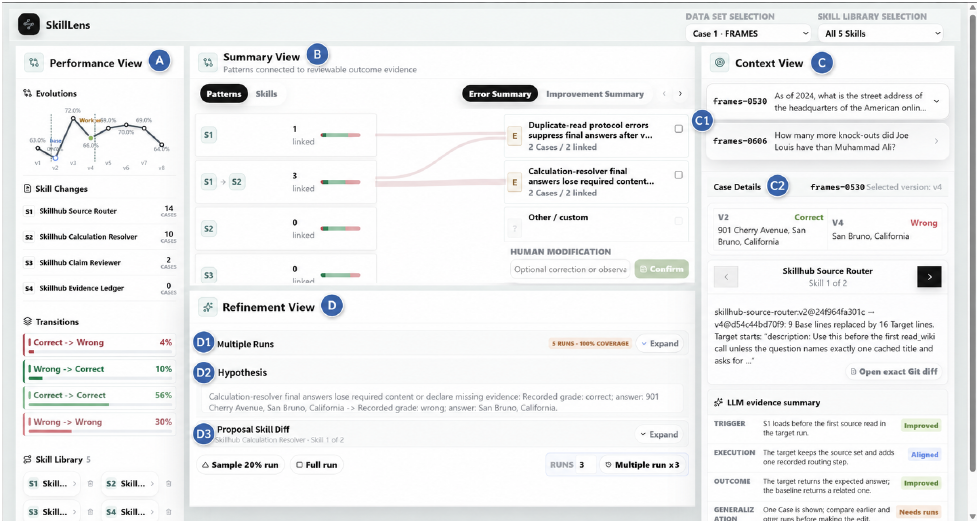 SkillLens
DATA SET SELECTION
Case 1 · FRAMES
SKILL LIBRARY SELECTION
All 5 Skills
Performance View
A
Evolutions
72.0%
68.0%
69.0%
63.0%
70.0%
66.0%
64.0%
v1 v2 v3 v4 v5 v6 v7 v8
Skill Changes
S1 Skillhub Source Router 14 CASES
S2 Skillhub Calculation Resolver 10 CASES
S3 Skillhub Claim Reviewer 2 CASES
S4 Skillhub Evidence Ledger 0 CASES
Transitions
Correct -> Wrong 4%
Wrong -> Correct 10%
Correct -> Correct 56%
Wrong -> Wrong 30%
Skill Library 5
S1 Skill... >
S2 Skill... >
S3 Skill... >
S4 Skill... >
Summary View
B
Patterns connected to reviewable outcome evidence
Patterns
Skills
Error Summary
Improvement Summary
< >
S1 1 linked
S1 → S2 3 linked
S2 0 linked
S3 0 linked
E Duplicate-read protocol errors
suppress final answers after v...
2 Cases / 2 linked
E Calculation-resolver final
answers lose required content...
2 Cases / 2 linked
? Other / custom
HUMAN MODIFICATION
Optional correction or observa
Confirm
Refinement View
D
D1 Multiple Runs
5 RUNS · 100% COVERAGE
Expand
D2 Hypothesis
Calculation-resolver final answers lose required content or declare missing evidence: Recorded grade: correct; answer: 901
Cherry Avenue, San Bruno, California -> Recorded grade: wrong; answer: San Bruno, California.
D3 Proposal Skill Diff
Skillhub Calculation Resolver · Skill 1 of 2
Expand
Sample 20% run
Full run
RUNS 3
Multiple run x3
Context View
C
C1
frames-0530 As of 2024, what is the street address of
the headquarters of the American onlin...
frames-0606 How many more knock-outs did Joe
Louis have than Muhammad Ali?
Case Details
C2
frames-0530 Selected version: v4
V2 Correct
901 Cherry Avenue, San
Bruno, California
V4 Wrong
San Bruno, California
< Skillhub Source Router >
Skill 1 of 2
skillhub-source-router:v2@24f964fa301c →
v4@d54c44bd70f9: 9 Base lines replaced by 16 Target lines.
Target starts: "description: Use this before the first read_wiki
call unless the question names exactly one cached title and
asks for ..."
Open exact Git diff
LLM evidence summary
TRIGGER S1 loads before the first source read in
the target run. Improved
EXECUTION The target keeps the source set and adds
one recorded routing step. Aligned
OUTCOME The target returns the expected answer;
the baseline returns a related one. Improved
GENERALIZ
ATION One Case is shown; compare earlier and
other runs before making the edit. Needs runs